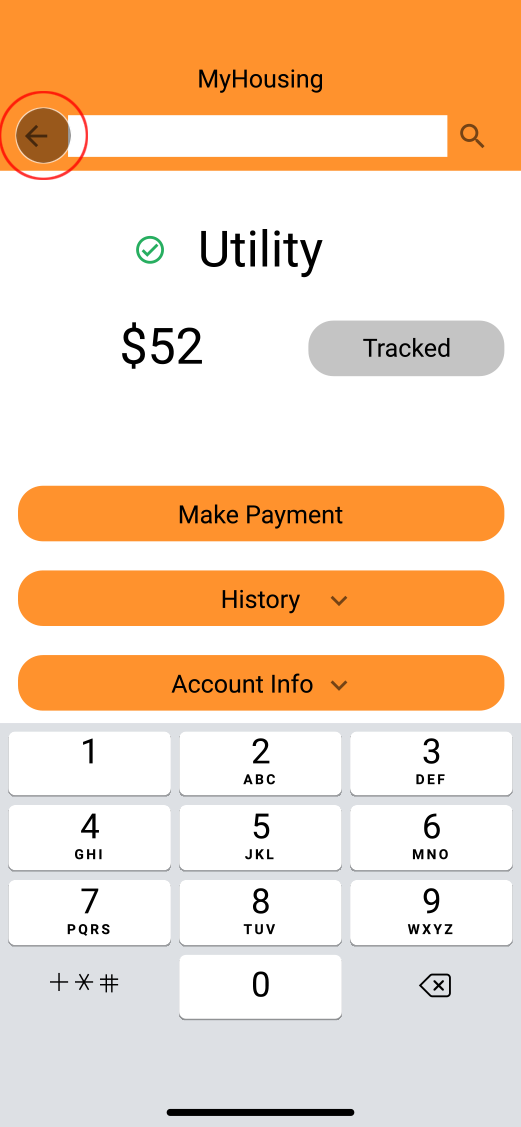 MyHousing
Utility
$52
Tracked
Make Payment
History
Account Info
1 2 3
ABC DEF
4 5 6
GHI JKL MNO
7 8 9
PQRS TUV WXYZ
+*# 0